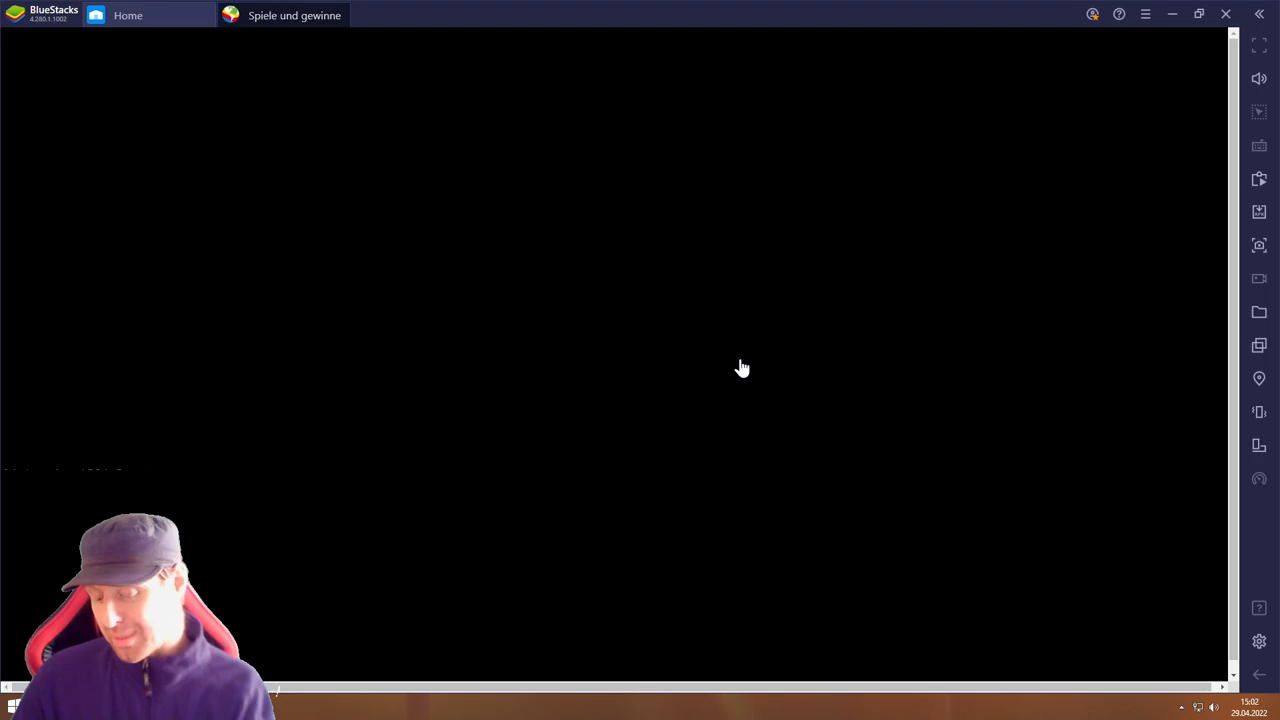 BlueStacks
4.280.1.1002
Home
Spiele und gewinne
15:02
29.04.2022